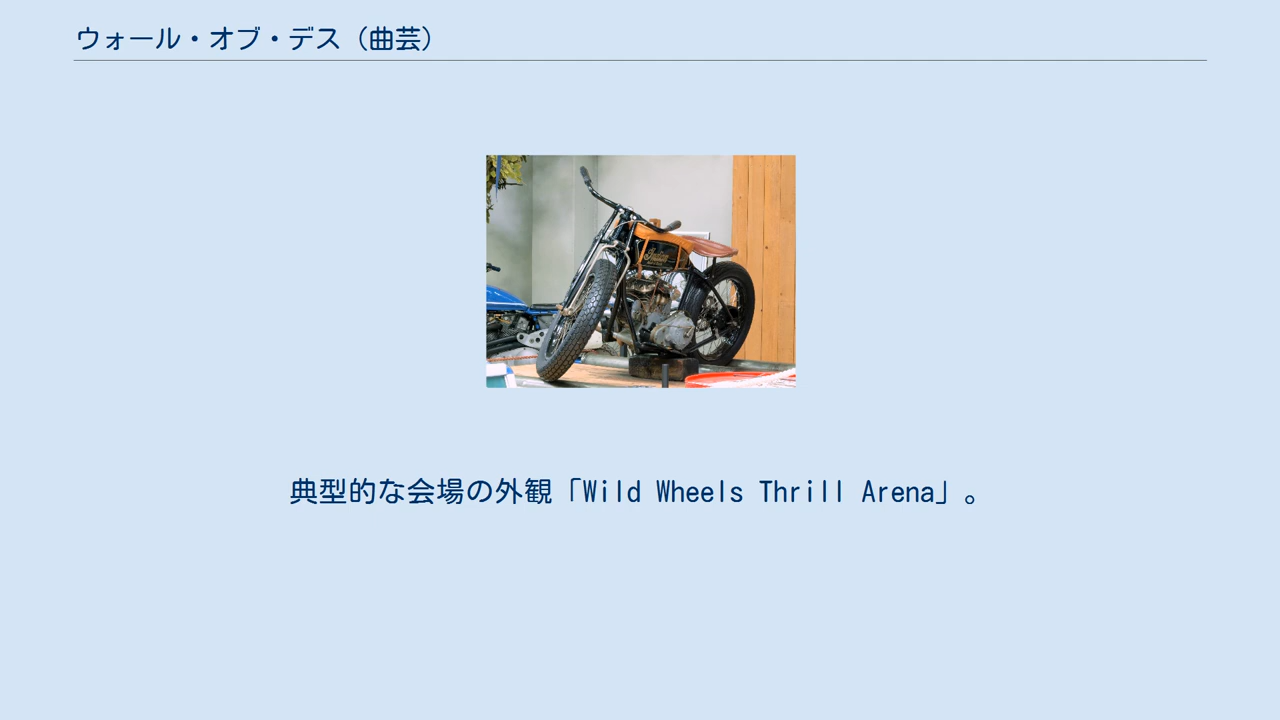 ウォール・オブ・デス（曲芸）
Indian
典型的な会場の外観「Wild Wheels Thrill Arena」。